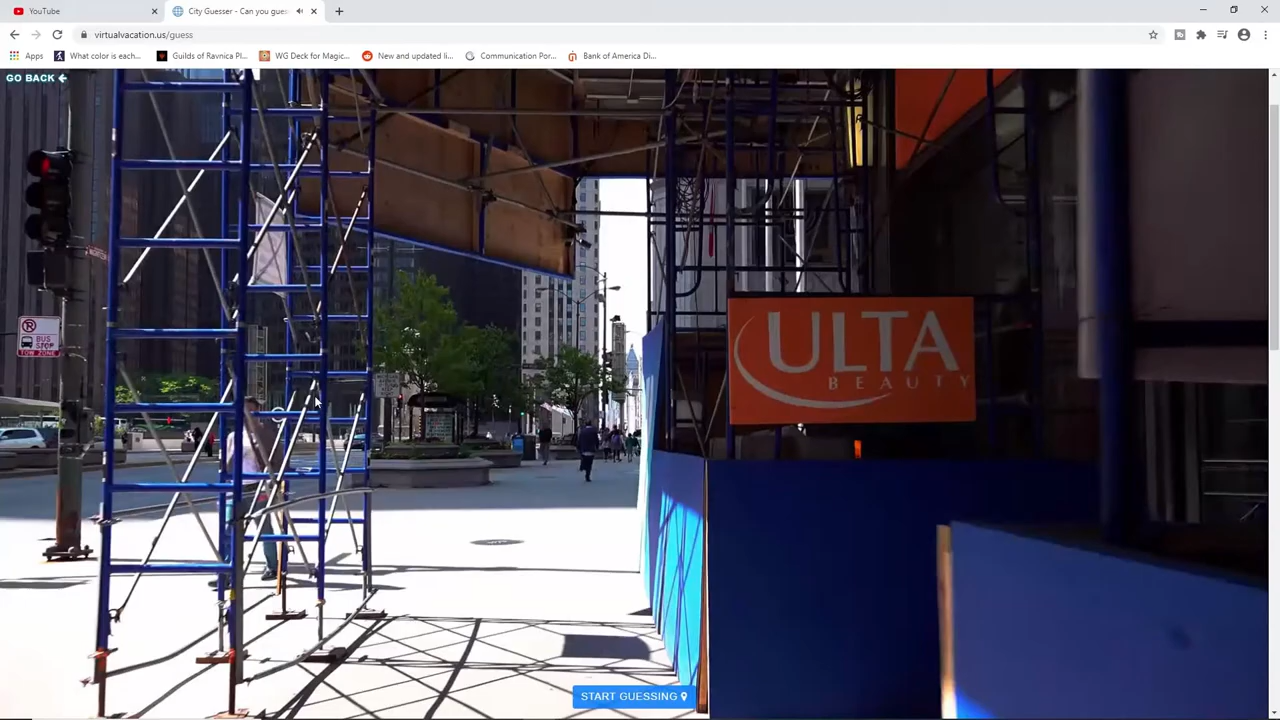 YouTube
City Guesser - Can you gues
virtualvacation.us/guess
Apps
What color is each...
Guilds of Ravnica Pl...
WG Deck for Magic...
New and updated li...
Communication Por...
Bank of America Di...
GO BACK
BUS
STOP
TOW ZONE
ULTA
BEAUTY
START GUESSING